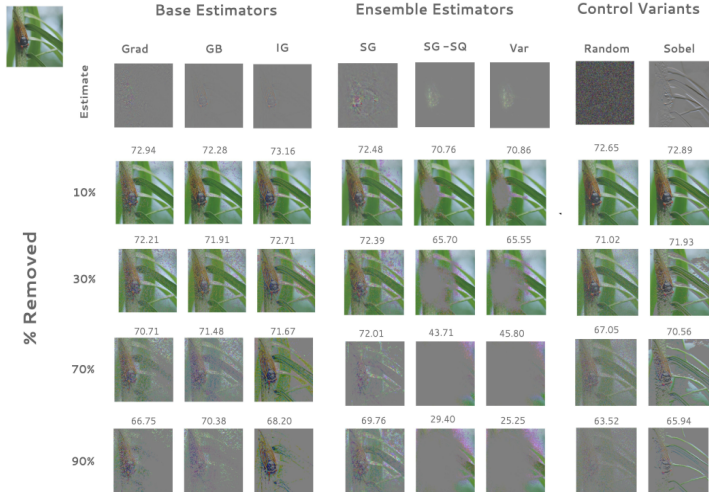 Base Estimators Ensemble Estimators Control Variants
Grad GB IG SG SG-SQ Var Random Sobel
Estimate
72.94 72.28 73.16 72.48 70.76 70.86 72.65 72.89
10%
72.21 71.91 72.71 72.39 65.70 65.55 71.02 71.93
30%
% Removed
70.71 71.48 71.67 72.01 43.71 45.80 67.05 70.56
70%
66.75 70.38 68.20 69.76 29.40 25.25 63.52 65.94
90%